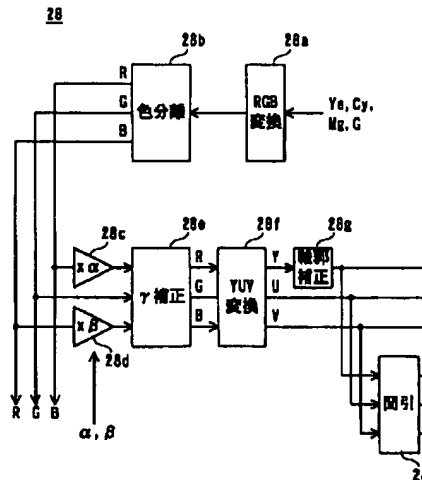 28
28b
28a
R
G
B
色分離
RGB
変換
Ye, Cy,
Mg, G
28c
28e
28f
28g
×α
γ補正
R
G
B
YUV
変換
Y
U
V
輪郭
補正
×β
28d
R G B
α, β
間引